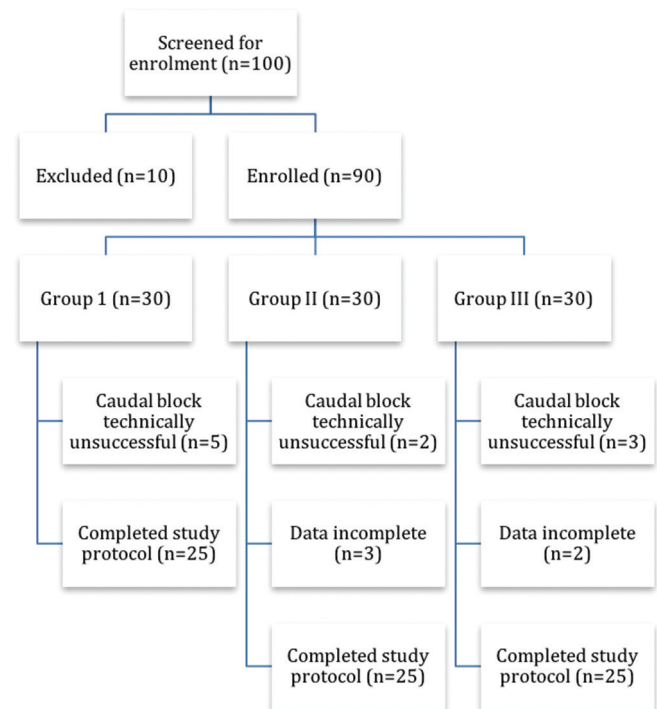 Screened for
enrolment (n=100)
Excluded (n=10)
Enrolled (n=90)
Group 1 (n=30)
Group II (n=30)
Group III (n=30)
Caudal block
technically
unsuccessful (n=5)
Caudal block
technically
unsuccessful (n=2)
Caudal block
technically
unsuccessful (n=3)
Completed study
protocol (n=25)
Data incomplete
(n=3)
Data incomplete
(n=2)
Completed study
protocol (n=25)
Completed study
protocol (n=25)